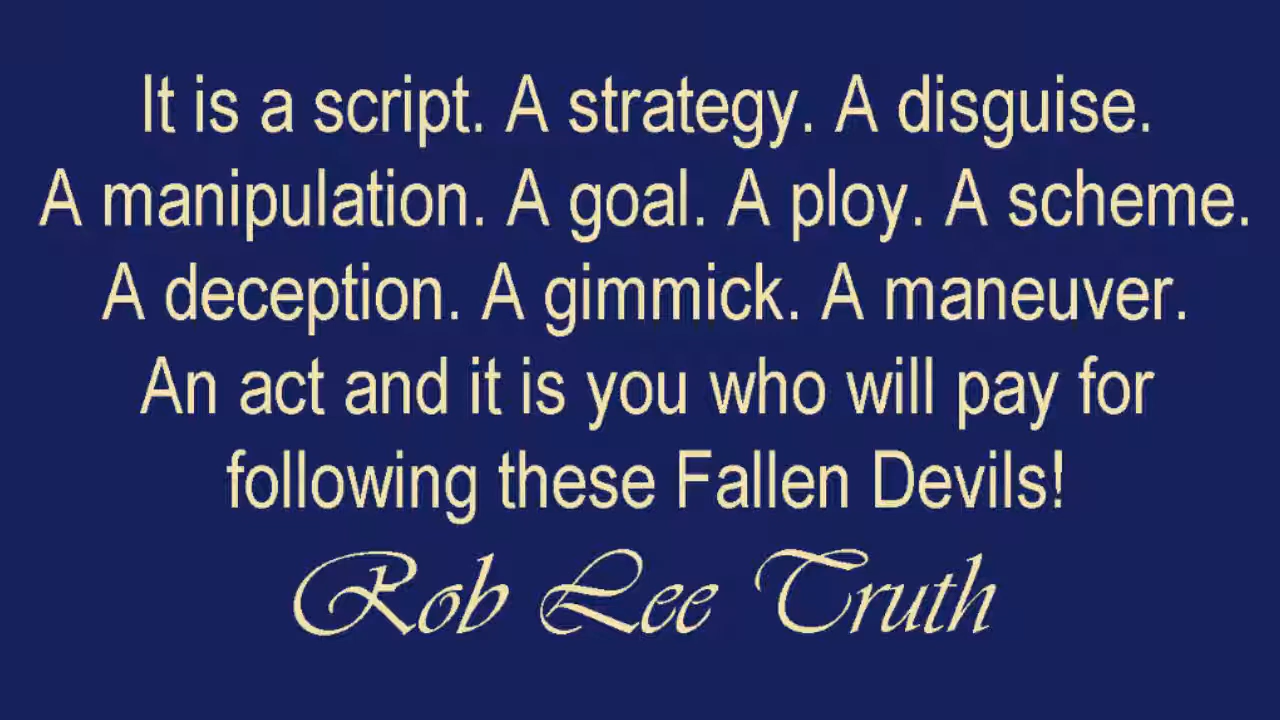 It is a script. A strategy. A disguise.
A manipulation. A goal. A ploy. A scheme.
A deception. A gimmick. A maneuver.
An act and it is you who will pay for
following these Fallen Devils!
Rob Lee Truth